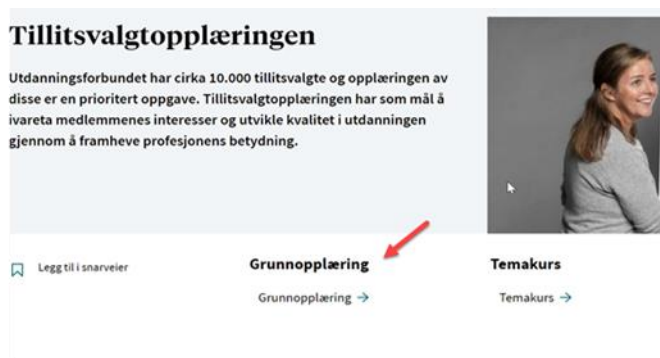 Tillitsvalgtopplæringen
Utdanningsforbundet har cirka 10.000 tillitsvalgte og opplæringen av
disse er en prioritert oppgave. Tillitsvalgtopplæringen har som mål å
ivareta medlemmenes interesser og utvikle kvalitet i utdanningen
gjennom å framheve profesjonens betydning.
Legg til i snarveier
Grunnopplæring
Grunnopplæring →
Temakurs
Temakurs →